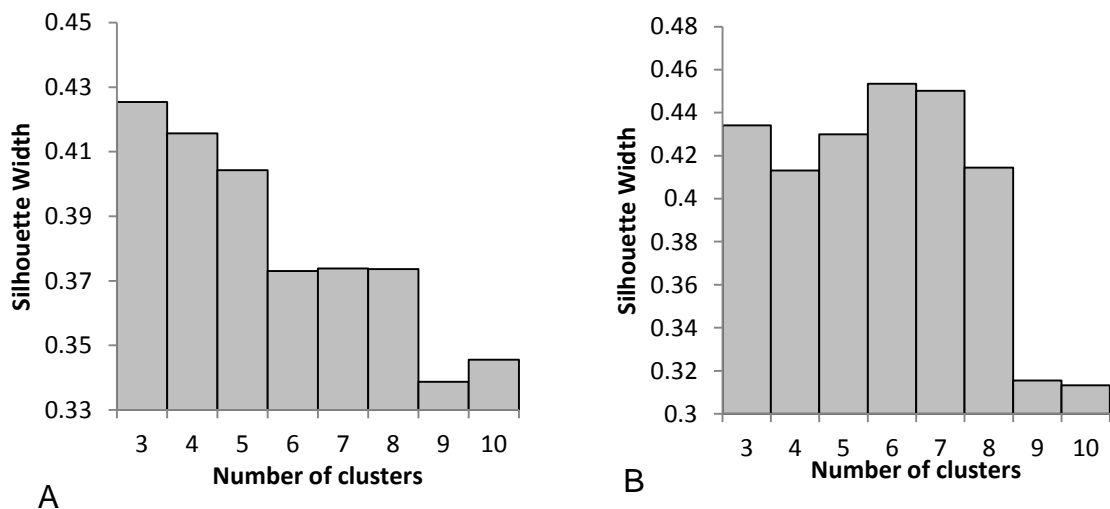 0.45
0.43
0.41
0.39
0.37
0.35
0.33
Silhouette Width
3 4 5 6 7 8 9 10
Number of clusters
A
0.48
0.46
0.44
0.42
0.4
0.38
0.36
0.34
0.32
0.3
Silhouette Width
3 4 5 6 7 8 9 10
Number of clusters
B